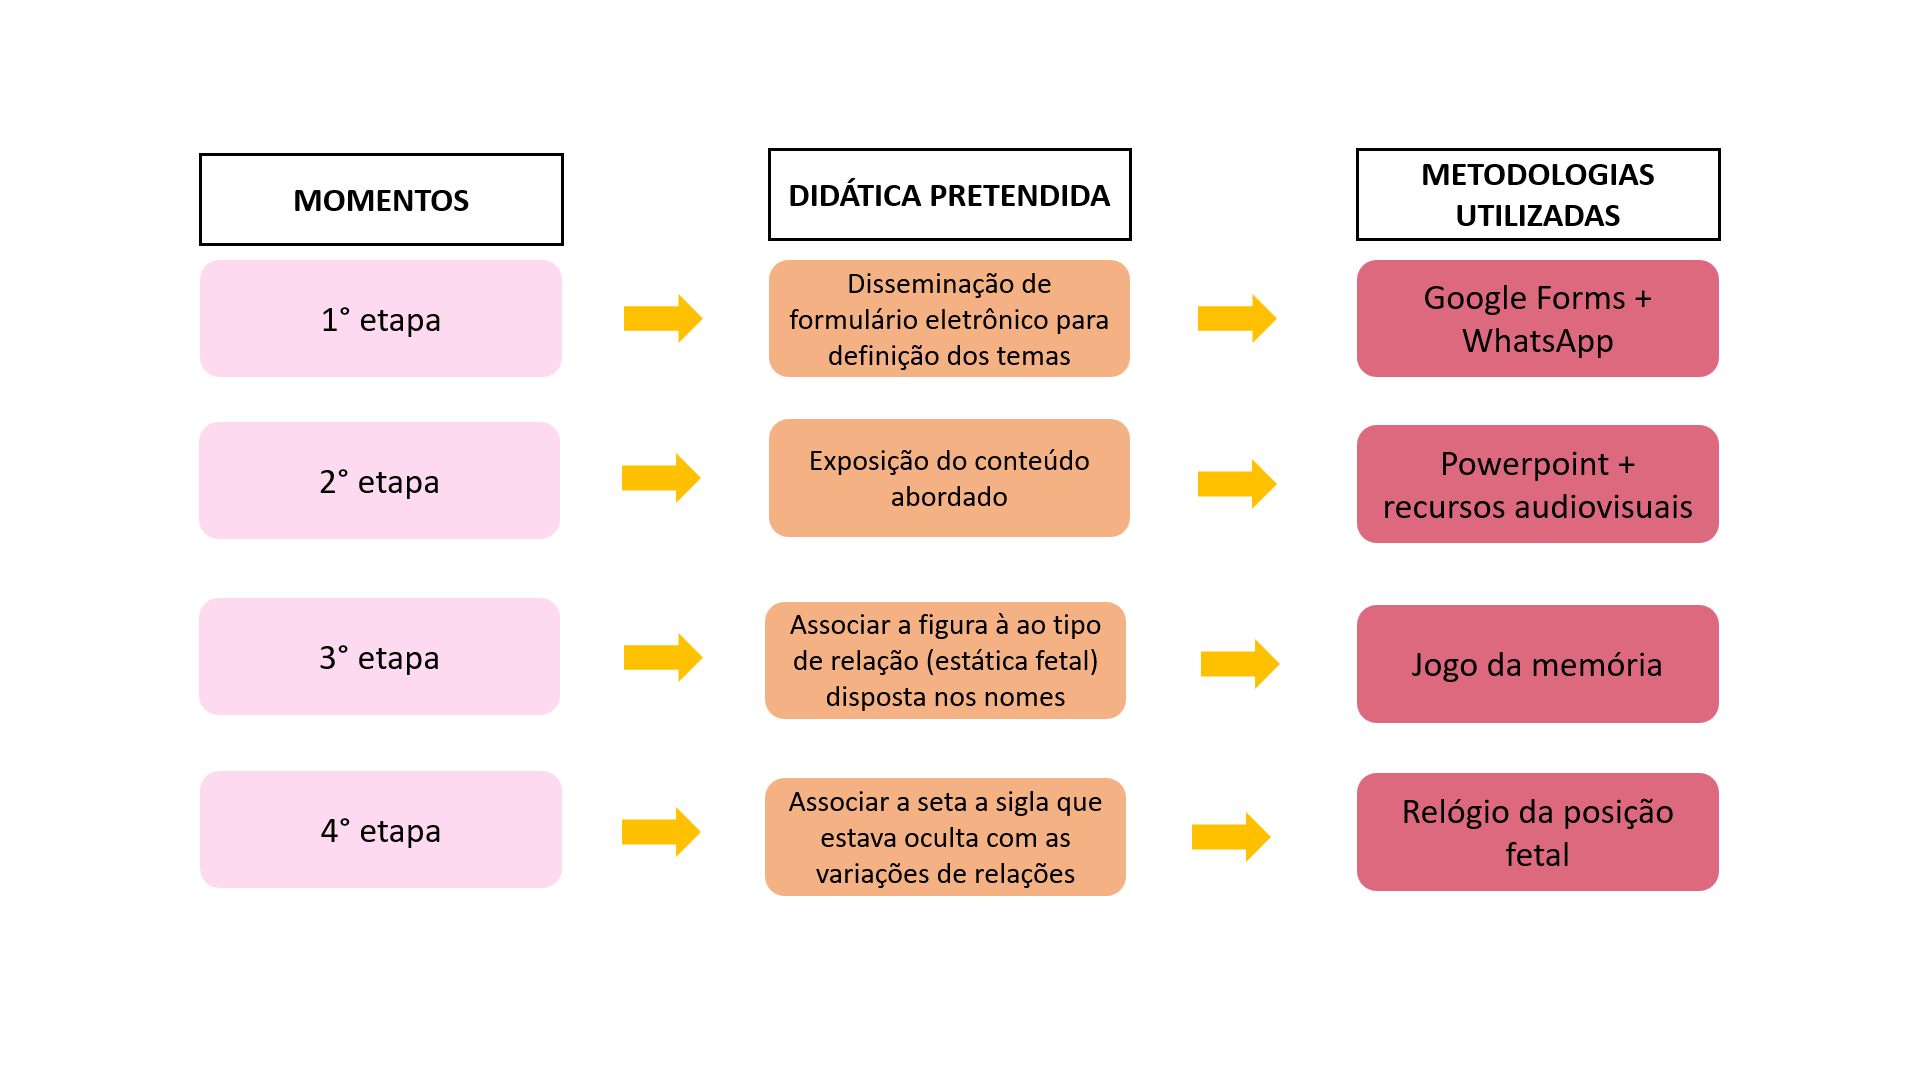 MOMENTOS
DIDÁTICA PRETENDIDA
METODOLOGIAS
UTILIZADAS
1° etapa
Disseminação de
formulário eletrônico para
definição dos temas
Google Forms +
WhatsApp
2° etapa
Exposição do conteúdo
abordado
Powerpoint +
recursos audiovisuais
3° etapa
Associar a figura à ao tipo
de relação (estática fetal)
disposta nos nomes
Jogo da memória
4° etapa
Associar a seta a sigla que
estava oculta com as
variações de relações
Relógio da posição
fetal